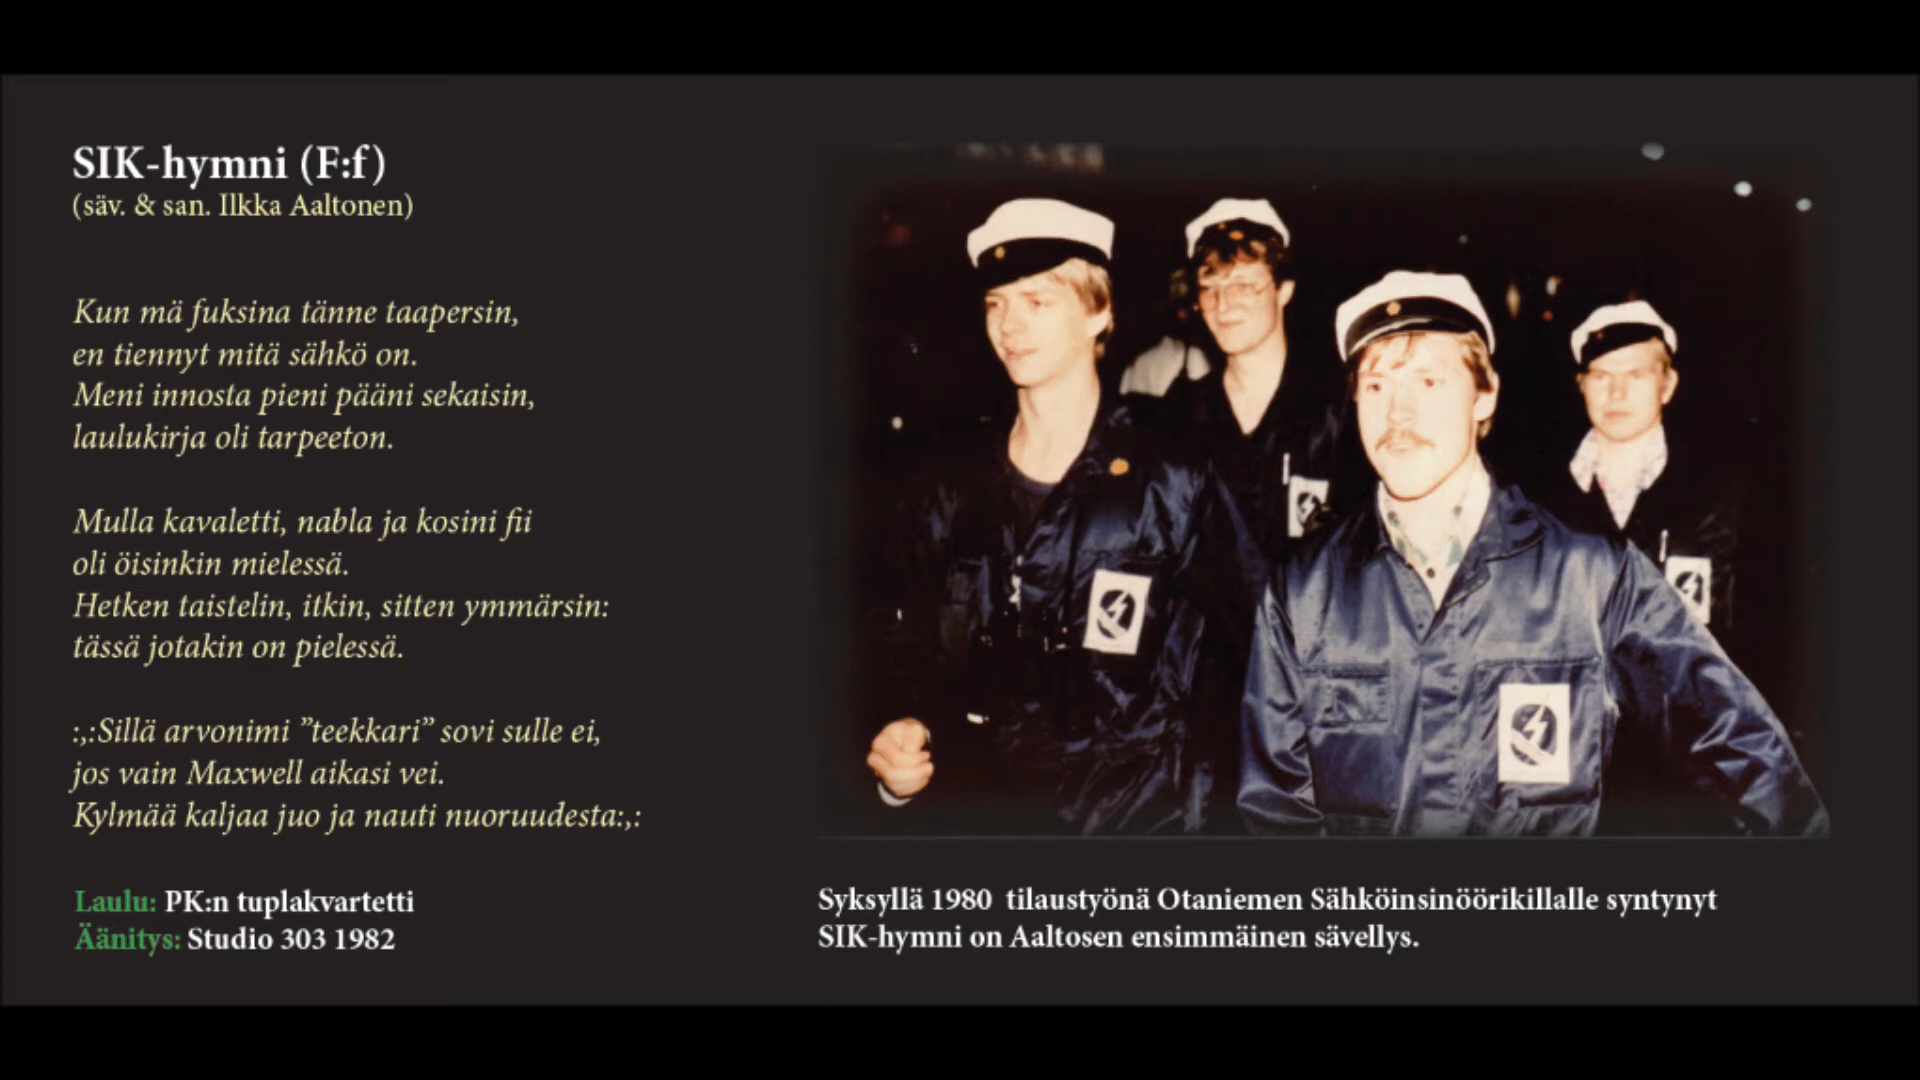 SIK-hymni (F:f)
(säv. & san. Ilkka Aaltonen)
Kun mä fuksina tänne taapersin,
en tiennyt mitä sähkö on.
Meni innosta pieni pääni sekaisin,
laulukirja oli tarpeeton.
Mulla kavaletti, nabla ja kosini fii
oli öisinkin mielessä.
Hetken taistelin, itkin, sitten ymmärsin:
tässä jotakin on pielessä.
:,:Sillä arvonimi ”teekkari” sovi sulle ei,
jos vain Maxwell aikasi vei.
Kylmää kaljaa juo ja nauti nuoruudesta:,:
Laulu: PK:n tuplakvartetti
Äänitys: Studio 303 1982
Syksyllä 1980 tilaustyönä Otaniemen Sähköinsinöörikillalle syntynyt
SIK-hymni on Aaltosen ensimmäinen sävellys.